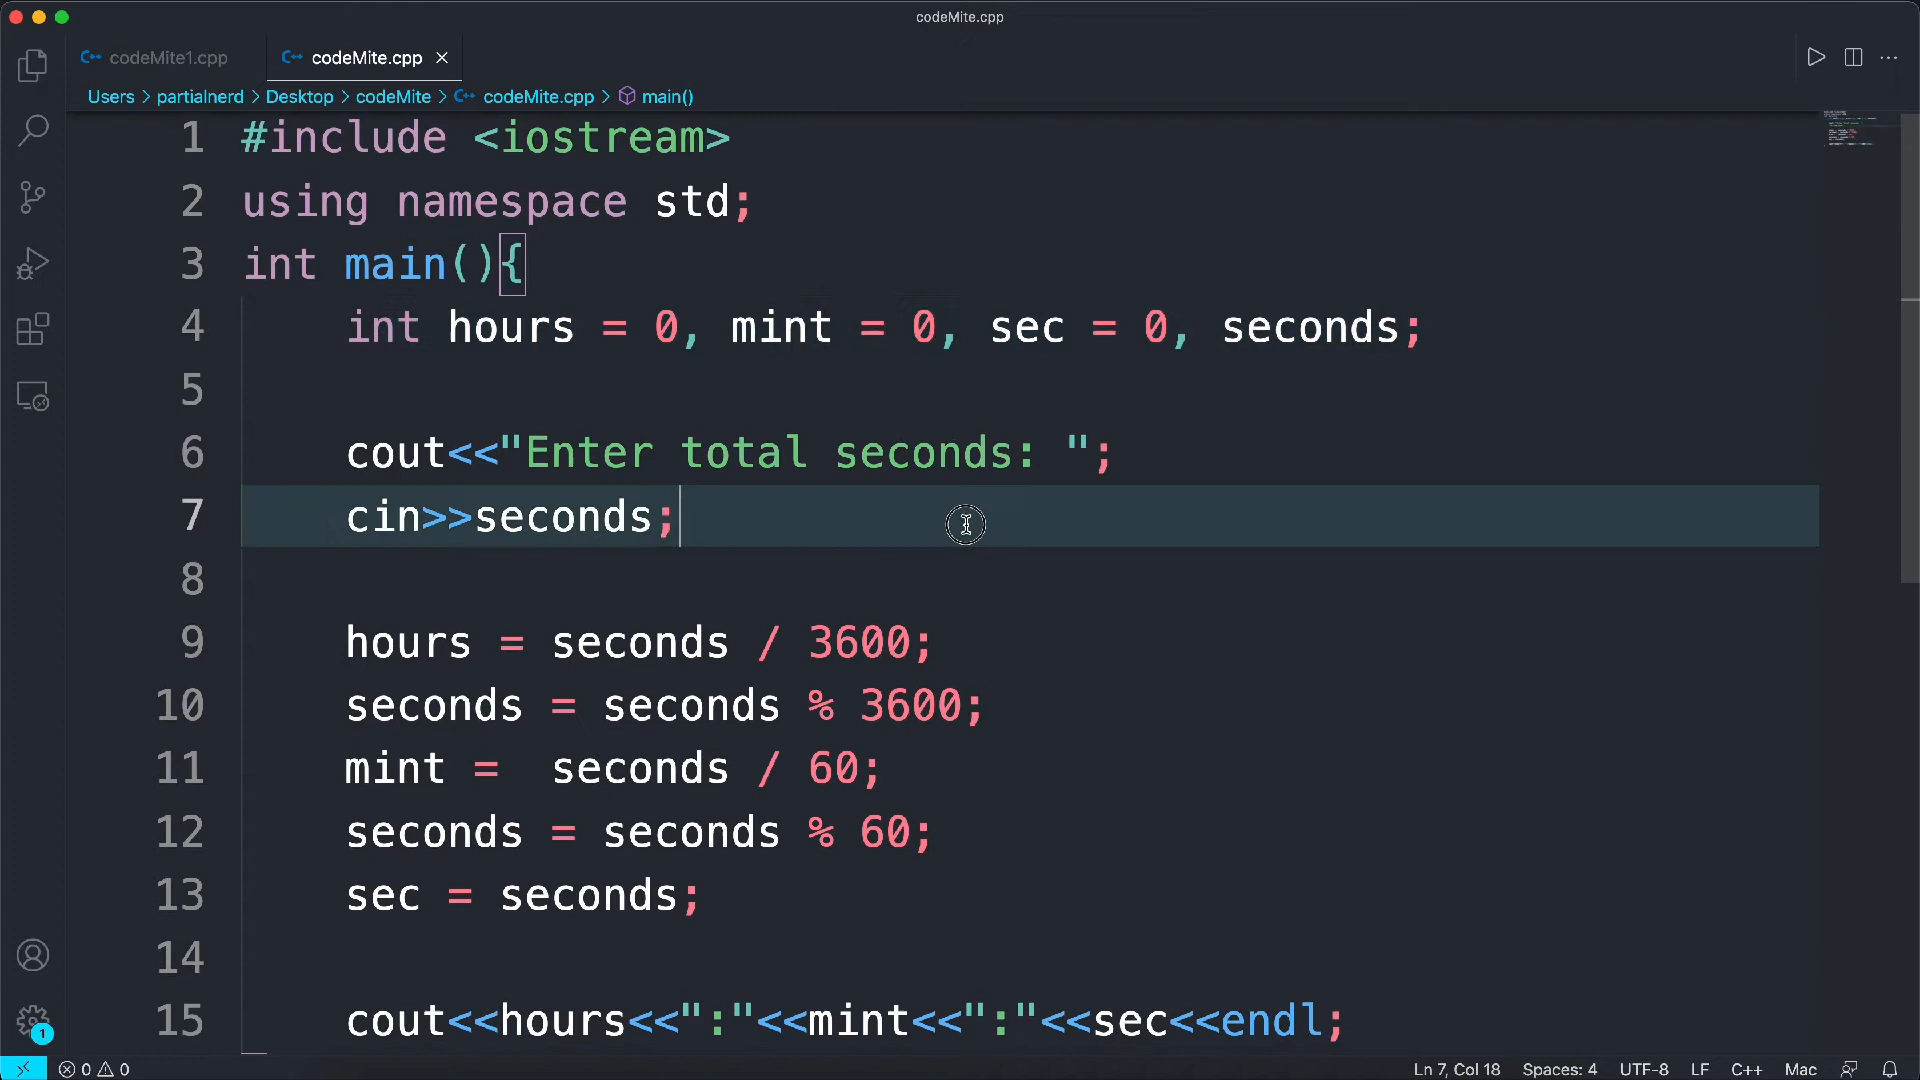 codeMite.cpp
codeMite1.cpp codeMite.cpp
Users > partialnerd > Desktop > codeMite > codeMite.cpp > main()
1 #include <iostream>
2 using namespace std;
3 int main(){
4 int hours = 0, mint = 0, sec = 0, seconds;
5
6 cout<<"Enter total seconds: ";
7 cin>>seconds;
8
9 hours = seconds / 3600;
10 seconds = seconds % 3600;
11 mint =  seconds / 60;
12 seconds = seconds % 60;
13 sec = seconds;
14
15 cout<<hours<<":"<<mint<<":"<<sec<<endl;
1
0 0 Ln 7, Col 18 Spaces: 4 UTF-8 LF C++ Mac